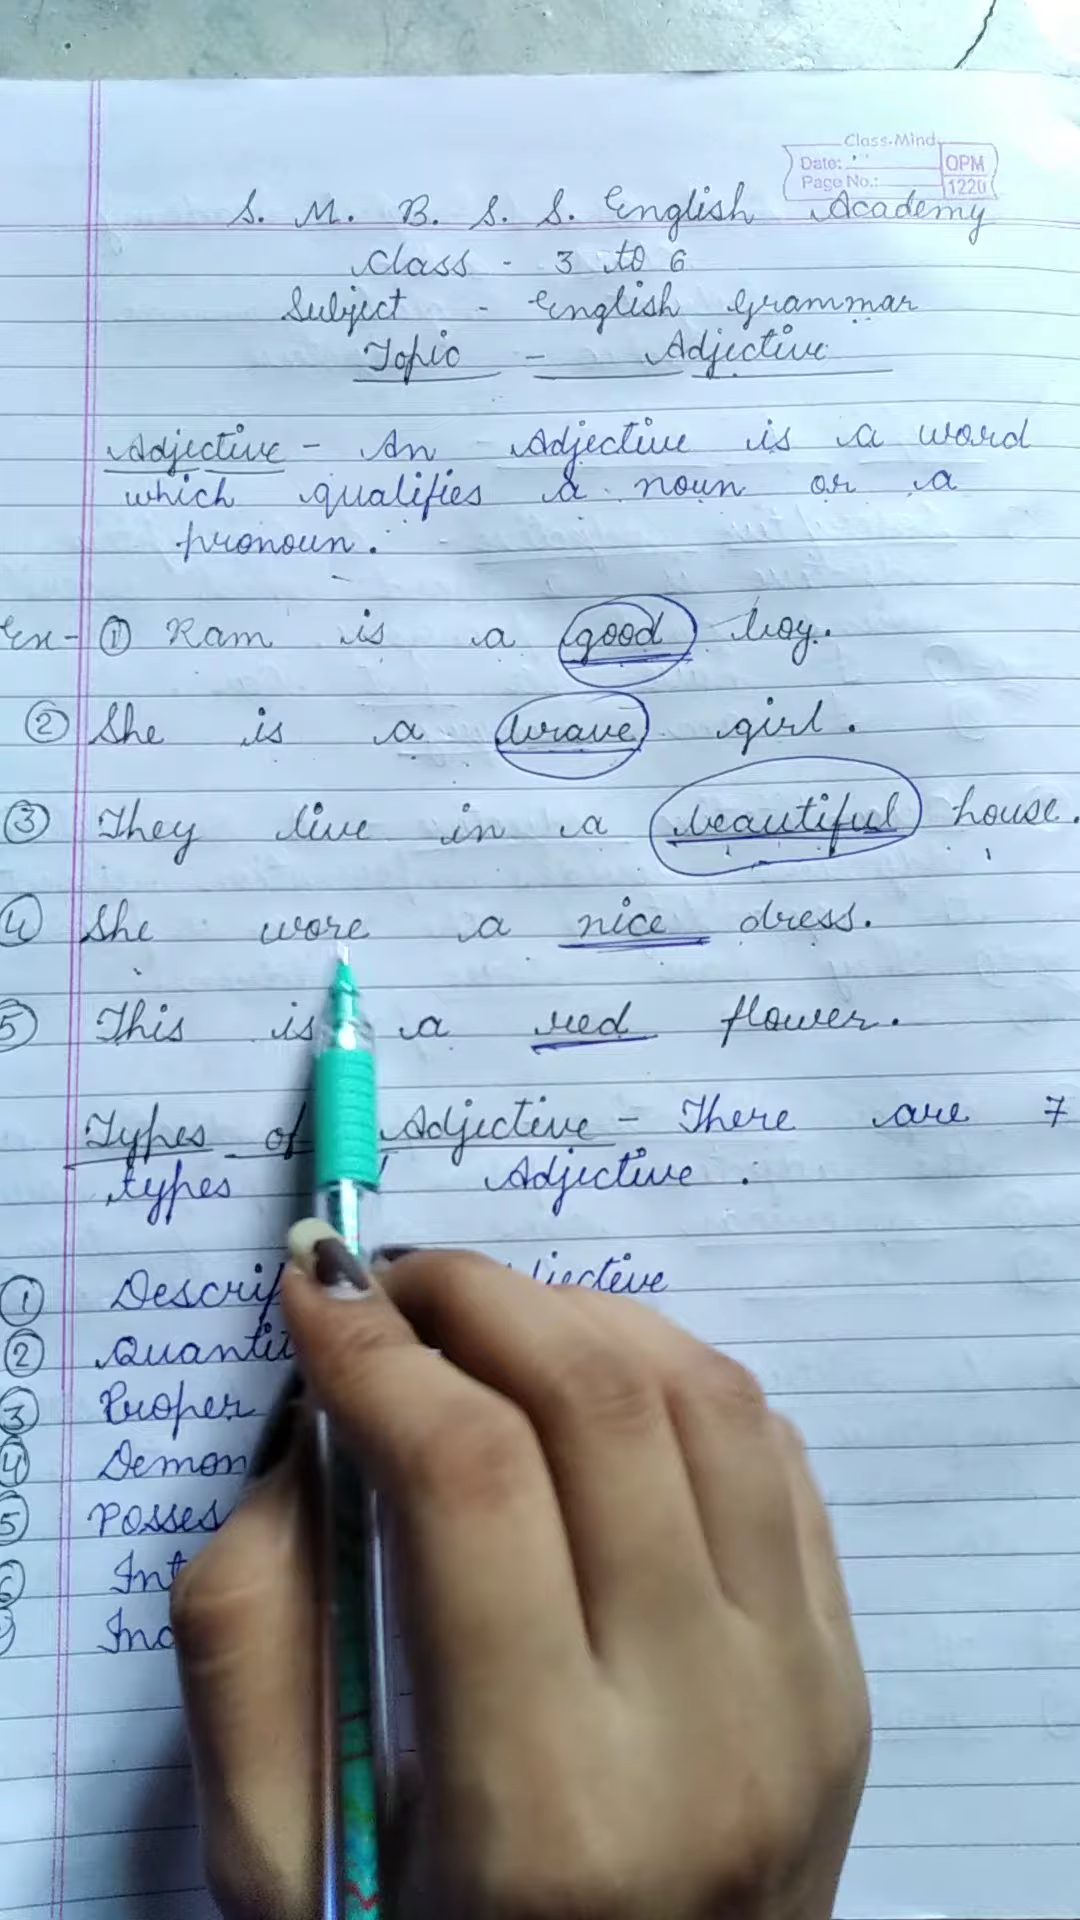 Class-Mind
Date:
Page No.:
OPM
1220
S. M. B. S. S. English Academy
Class - 3 to 6
Subject - English Grammar
Topic - Adjective
Adjective - An Adjective is a word
which qualifies a noun or a
pronoun.
Ex- ① Ram is a good boy.
② She is a brave girl.
③ They live in a beautiful house.
④ She wore a nice dress.
⑤ This is a red flower.
Types of Adjective - There are 7
types Adjective :
①
②
③ Proper
④
⑤